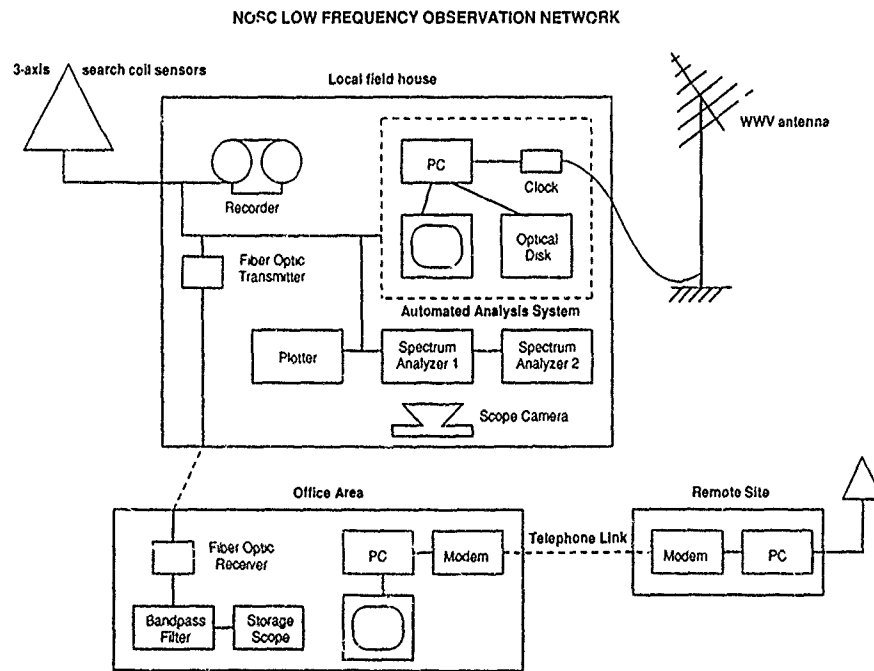 NOSC LOW FREQUENCY OBSERVATION NETWORK
3-axis search coil sensors
Local field house
WWV antenna
PC
Clock
Recorder
Optical
Disk
Fiber Optic
Transmitter
Automated Analysis System
Plotter
Spectrum
Analyzer 1
Spectrum
Analyzer 2
Scope Camera
Office Area
Remote Site
Fiber Optic
Receiver
PC
Modem
Telephone Link
Modem
PC
Bandpass
Filter
Storage
Scope